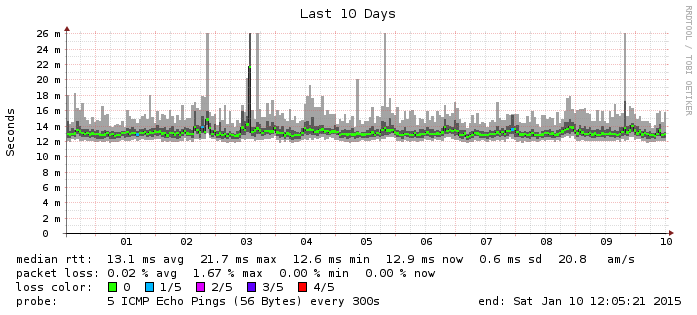 Last 10 Days
RRDTOOL / TOBI OETIKER
Seconds
26 m
24 m
22 m
20 m
18 m
16 m
14 m
12 m
10 m
8 m
6 m
4 m
2 m
0
01 02 03 04 05 06 07 08 09 10
median rtt: 13.1 ms avg 21.7 ms max 12.6 ms min 12.9 ms now 0.6 ms sd 20.8 am/s
packet loss: 0.02 % avg 1.67 % max 0.00 % min 0.00 % now
loss color: 0 1/5 2/5 3/5 4/5
probe: 5 ICMP Echo Pings (56 Bytes) every 300s end: Sat Jan 10 12:05:21 2015